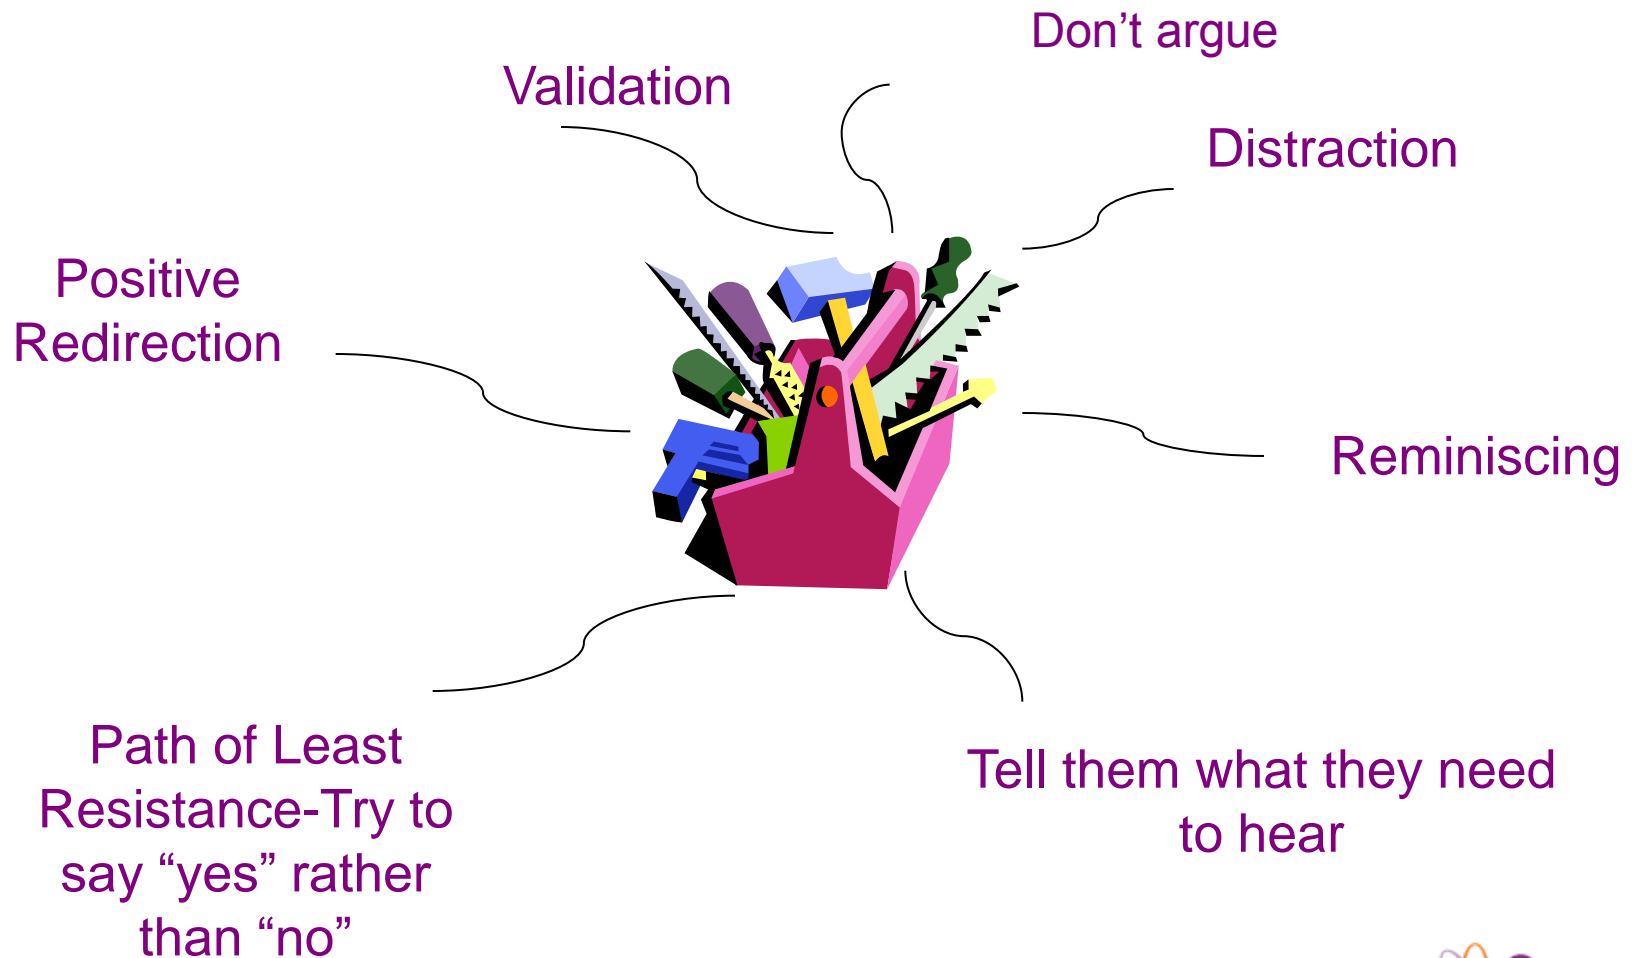 Don’t argue
Validation
Distraction
Positive
Redirection
Reminiscing
Path of Least
Resistance-Try to
say “yes” rather
than “no”
Tell them what they need
to hear